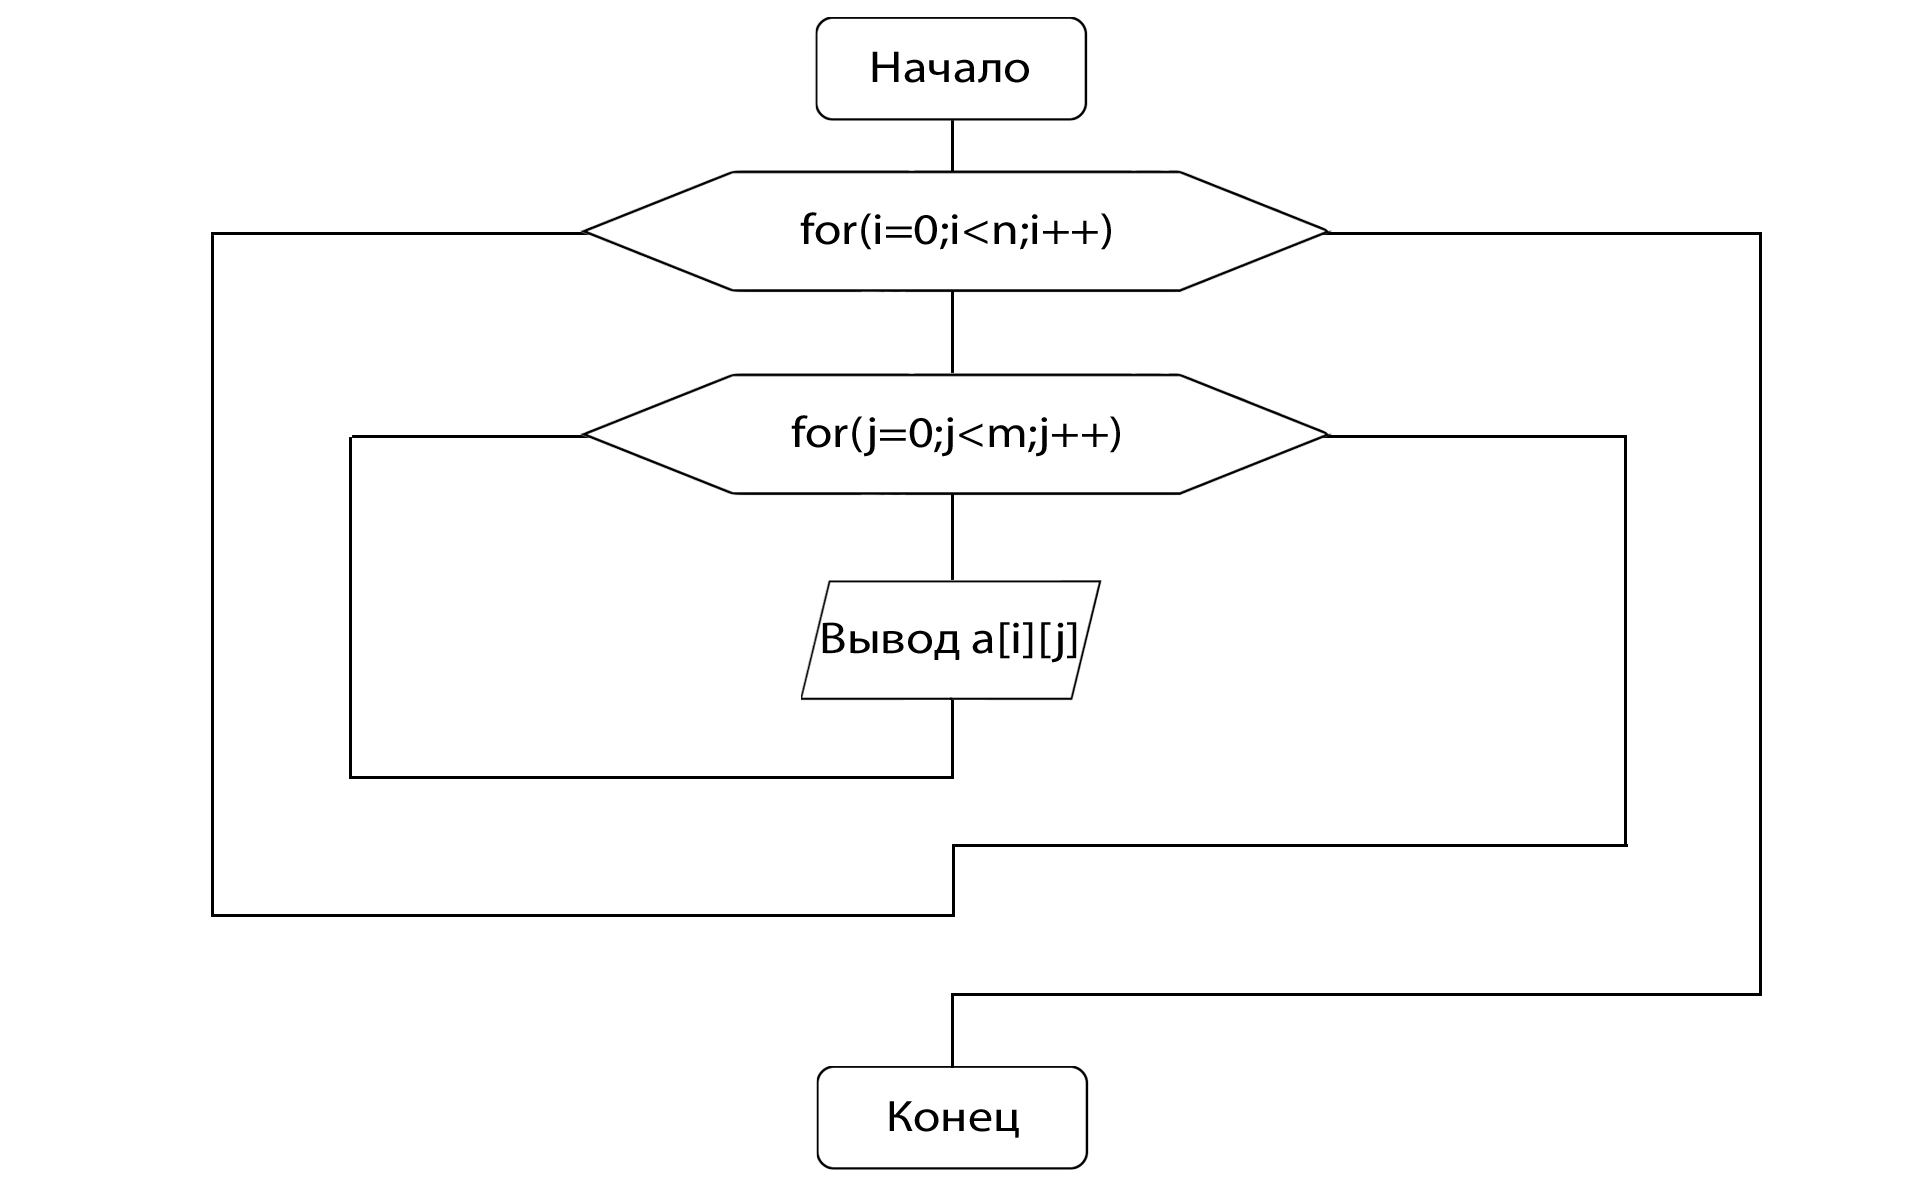 Начало
for(i=0;i<n;i++)
for(j=0;j<m;j++)
Вывод a[i][j]
Конец